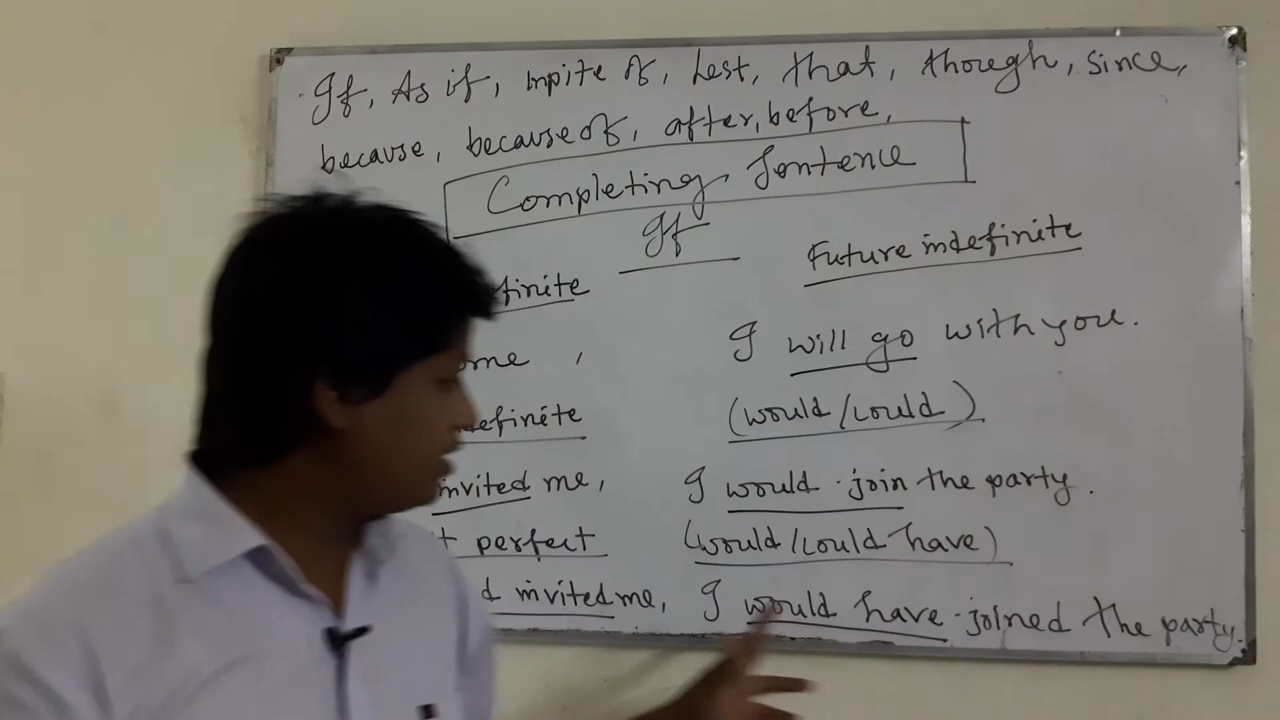 If, As if, inpite of, Lest, that, though, since,
because, because of, after, before,
Completing Sentence
If
finite Future indefinite
ome , I will go with you.
definite (would/could)
invited me, I would join the party.
t perfect (would/could have)
d invited me, I would have joined the party.